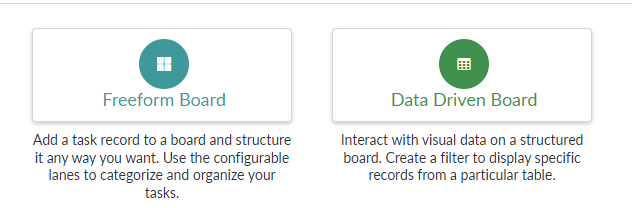 Freeform Board
Add a task record to a board and structure
it any way you want. Use the configurable
lanes to categorize and organize your
tasks.
Data Driven Board
Interact with visual data on a structured
board. Create a filter to display specific
records from a particular table.